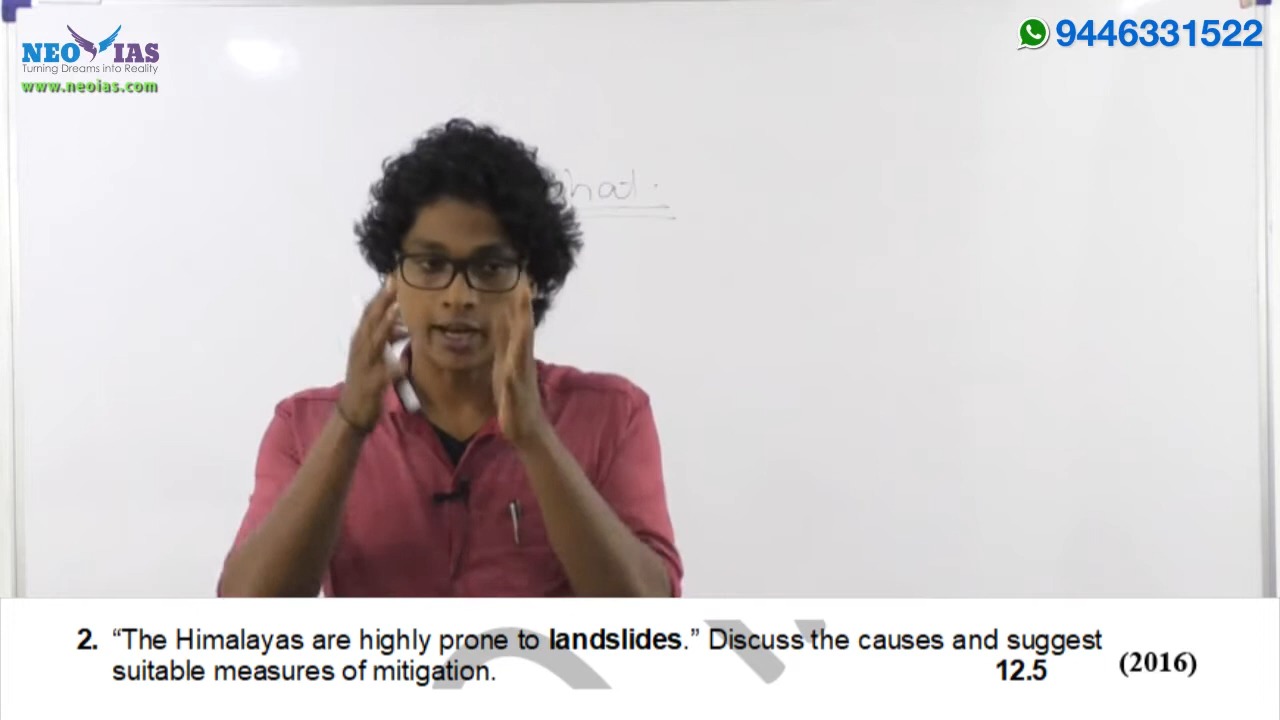 NEO IAS
Turning Dreams into Reality
www.neoias.com
9446331522
2. “The Himalayas are highly prone to landslides.” Discuss the causes and suggest
suitable measures of mitigation. 12.5 (2016)